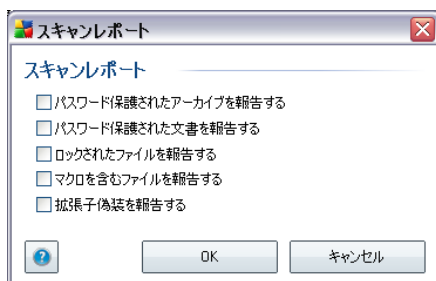 スキャンレポート
スキャンレポート
パスワード保護されたアーカイブを報告する
パスワード保護された文書を報告する
ロックされたファイルを報告する
マクロを含むファイルを報告する
拡張子偽装を報告する
OK
キャンセル